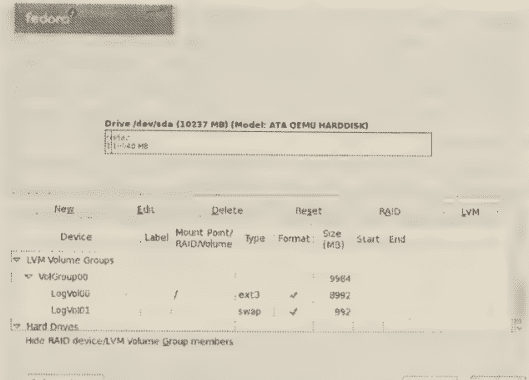 fedora
Drive /dev/sda (10237 MB) (Model: ATA QEMU HARDDISK)
MB
New Edit Delete Reset RAID LVM
Device Label Mount Point/ RAID/Volume Type Format Size (MB) Start End
LVM Volume Groups
VolGroup00 9984
LogVol00 / ext3 ✓ 8992
LogVol01 swap ✓ 992
Hard Drives
Hide RAID device/LVM Volume Group members